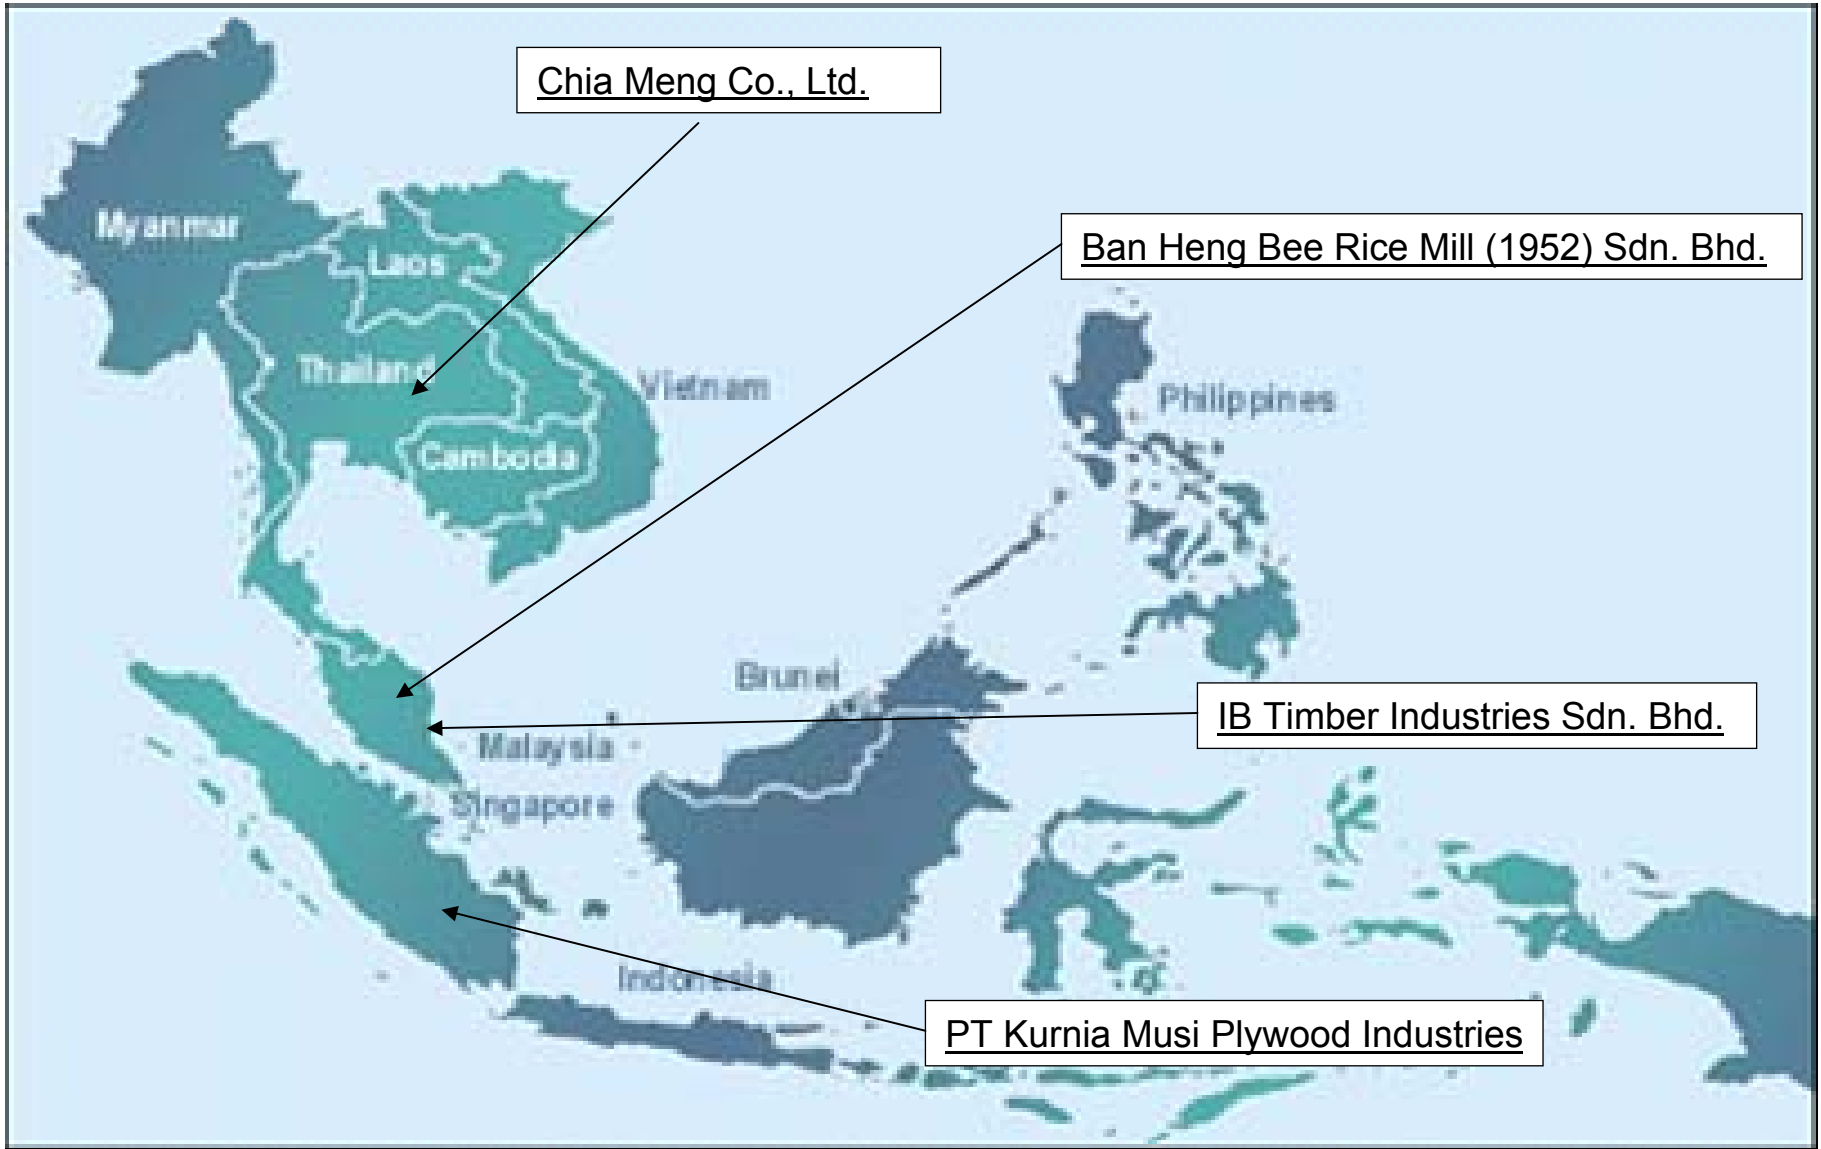 Chia Meng Co., Ltd.
Myanmar
Ban Heng Bee Rice Mill (1952) Sdn. Bhd.
Laos
Thailand
Vietnam
Philippines
Cambodia
Brunei
IB Timber Industries Sdn. Bhd.
Malaysia
Singapore
Indonesia
PT Kurnia Musi Plywood Industries